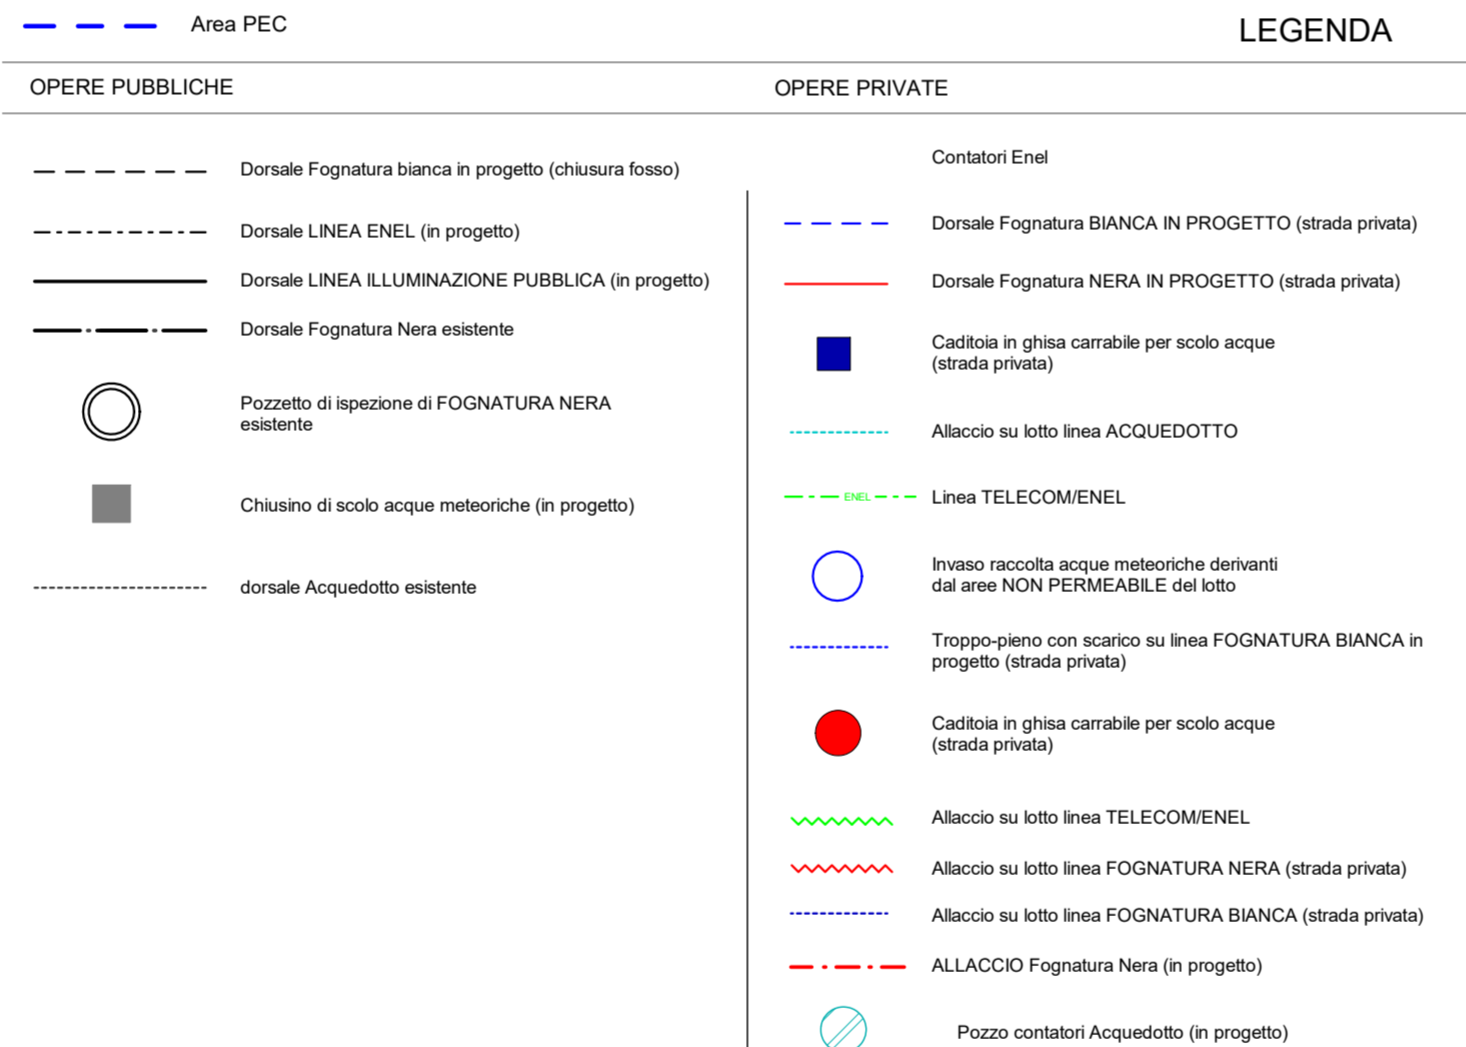 Area PEC
LEGENDA
OPERE PUBBLICHE
OPERE PRIVATE
Dorsale Fognatura bianca in progetto (chiusura fosso)
Dorsale LINEA ENEL (in progetto)
Dorsale LINEA ILLUMINAZIONE PUBBLICA (in progetto)
Dorsale Fognatura Nera esistente
Pozzetto di ispezione di FOGNATURA NERA
esistente
Chiusino di scolo acque meteoriche (in progetto)
dorsale Acquedotto esistente
Contatori Enel
Dorsale Fognatura BIANCA IN PROGETTO (strada privata)
Dorsale Fognatura NERA IN PROGETTO (strada privata)
Caditoia in ghisa carrabile per scolo acque
(strada privata)
Allaccio su lotto linea ACQUEDOTTO
ENEL
Linea TELECOM/ENEL
Invaso raccolta acque meteoriche derivanti
dal aree NON PERMEABILE del lotto
Troppo-pieno con scarico su linea FOGNATURA BIANCA in
progetto (strada privata)
Caditoia in ghisa carrabile per scolo acque
(strada privata)
Allaccio su lotto linea TELECOM/ENEL
Allaccio su lotto linea FOGNATURA NERA (strada privata)
Allaccio su lotto linea FOGNATURA BIANCA (strada privata)
ALLACCIO Fognatura Nera (in progetto)
Pozzo contatori Acquedotto (in progetto)